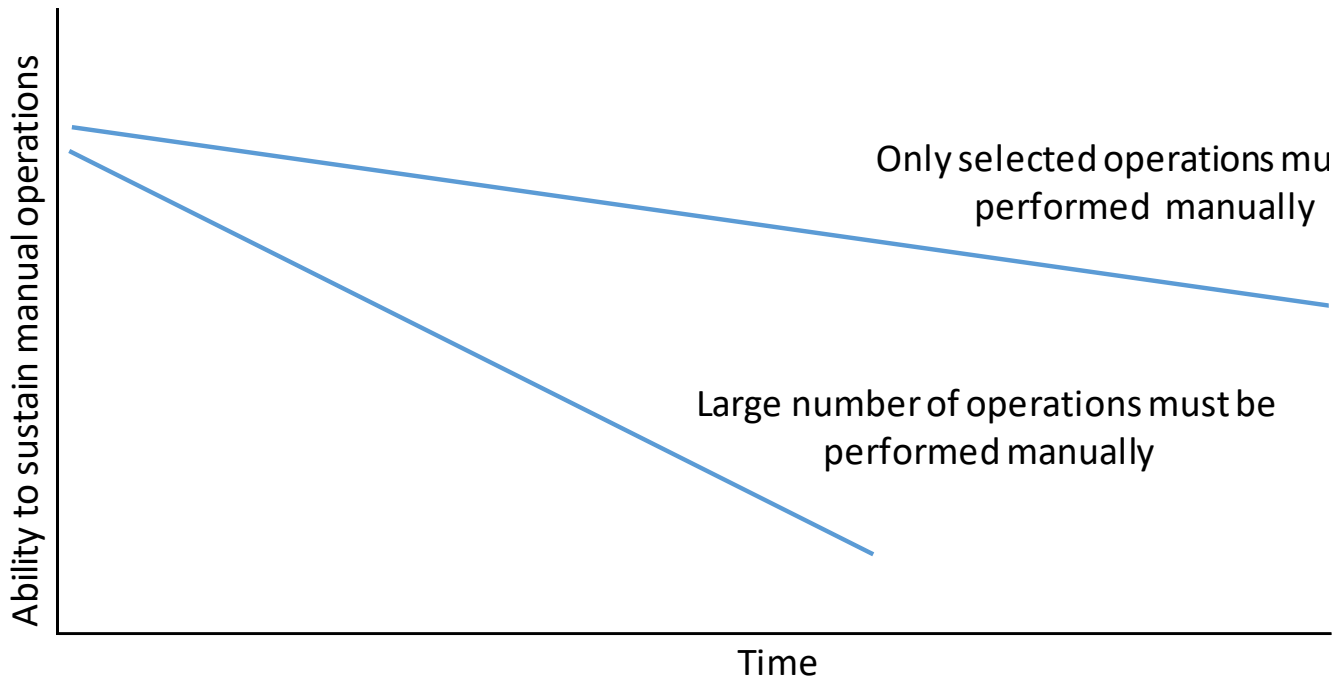 Ability to sustain manual operations
Only selected operations mu
performed manually
Large number of operations must be
performed manually
Time